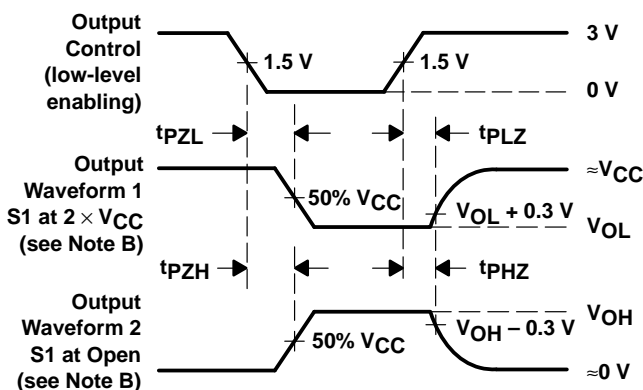 Output
Control
(low-level
enabling)
1.5 V
1.5 V
3 V
0 V
tPZL
tPLZ
Output
Waveform 1
S1 at 2 × VCC
(see Note B)
50% VCC
VOL + 0.3 V
≈VCC
VOL
tPZH
tPHZ
Output
Waveform 2
S1 at Open
(see Note B)
50% VCC
VOH – 0.3 V
VOH
≈0 V